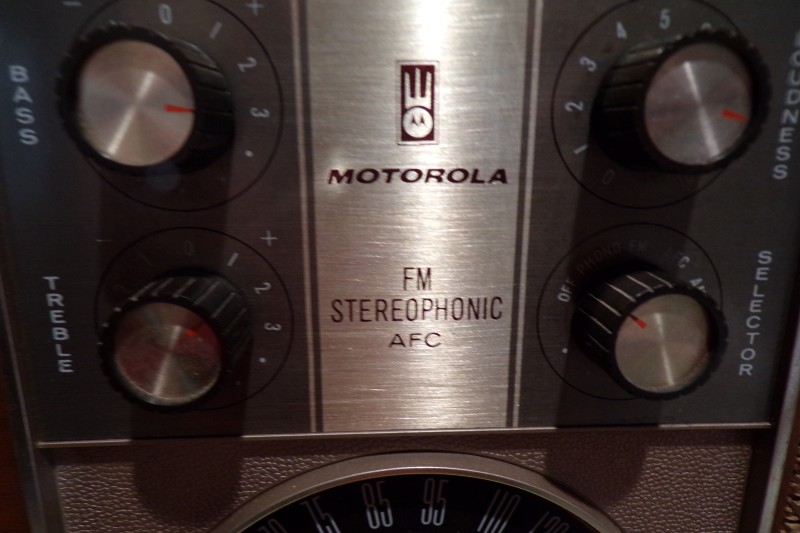 - 0 +
1
2
3
BASS
4 5
3
2
1
0
LOUDNESS
MOTOROLA
TREBLE
0 +
1
2
3
FM
STEREOPHONIC
AFC
OFF PHONO FM
SELECTOR
75 85 95 110